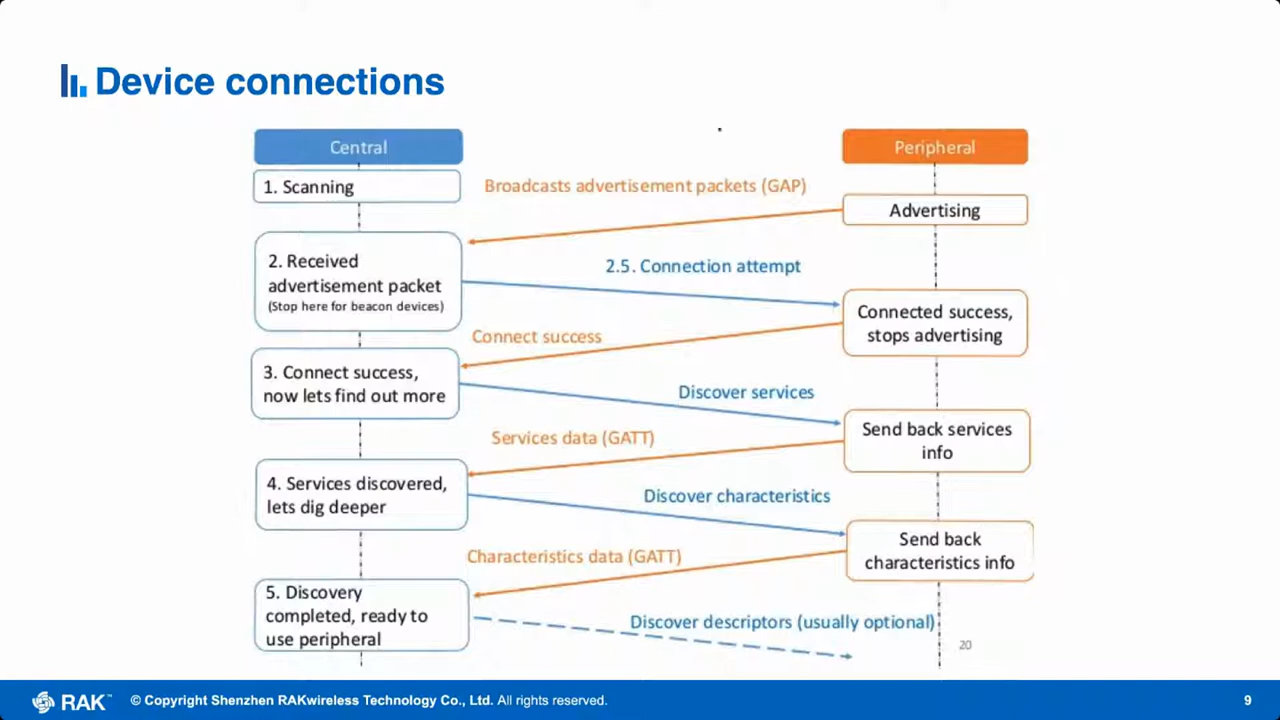 Device connections
Central
Peripheral
1. Scanning
Broadcasts advertisement packets (GAP)
Advertising
2. Received
advertisement packet
(Stop here for beacon devices)
2.5. Connection attempt
Connected success,
stops advertising
Connect success
3. Connect success,
now lets find out more
Discover services
Send back services
info
Services data (GATT)
4. Services discovered,
lets dig deeper
Discover characteristics
Send back
characteristics info
Characteristics data (GATT)
5. Discovery
completed, ready to
use peripheral
Discover descriptors (usually optional)
20
RAK™ © Copyright Shenzhen RAKwireless Technology Co., Ltd. All rights reserved.
9